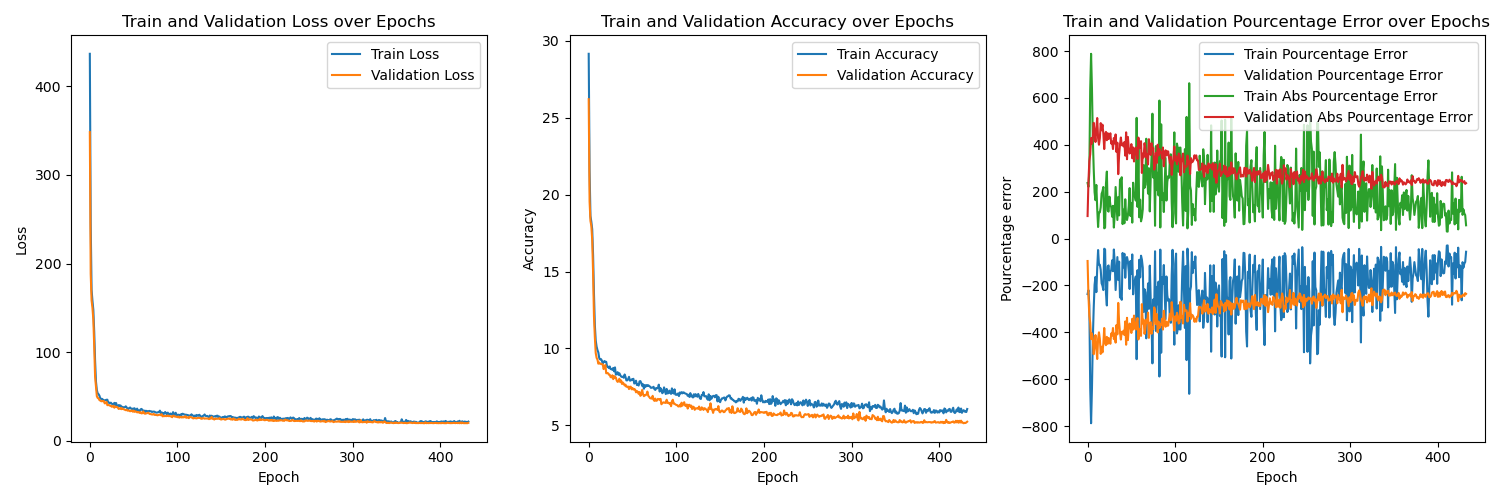 Train and Validation Loss over Epochs
Train Loss
Validation Loss
Loss
400
300
200
100
0
0 100 200 300 400
Epoch
Train and Validation Accuracy over Epochs
Train Accuracy
Validation Accuracy
Accuracy
30
25
20
15
10
5
0 100 200 300 400
Epoch
Train and Validation Pourcentage Error over Epochs
Train Pourcentage Error
Validation Pourcentage Error
Train Abs Pourcentage Error
Validation Abs Pourcentage Error
Pourcentage error
800
600
400
200
0
−200
−400
−600
−800
0 100 200 300 400
Epoch